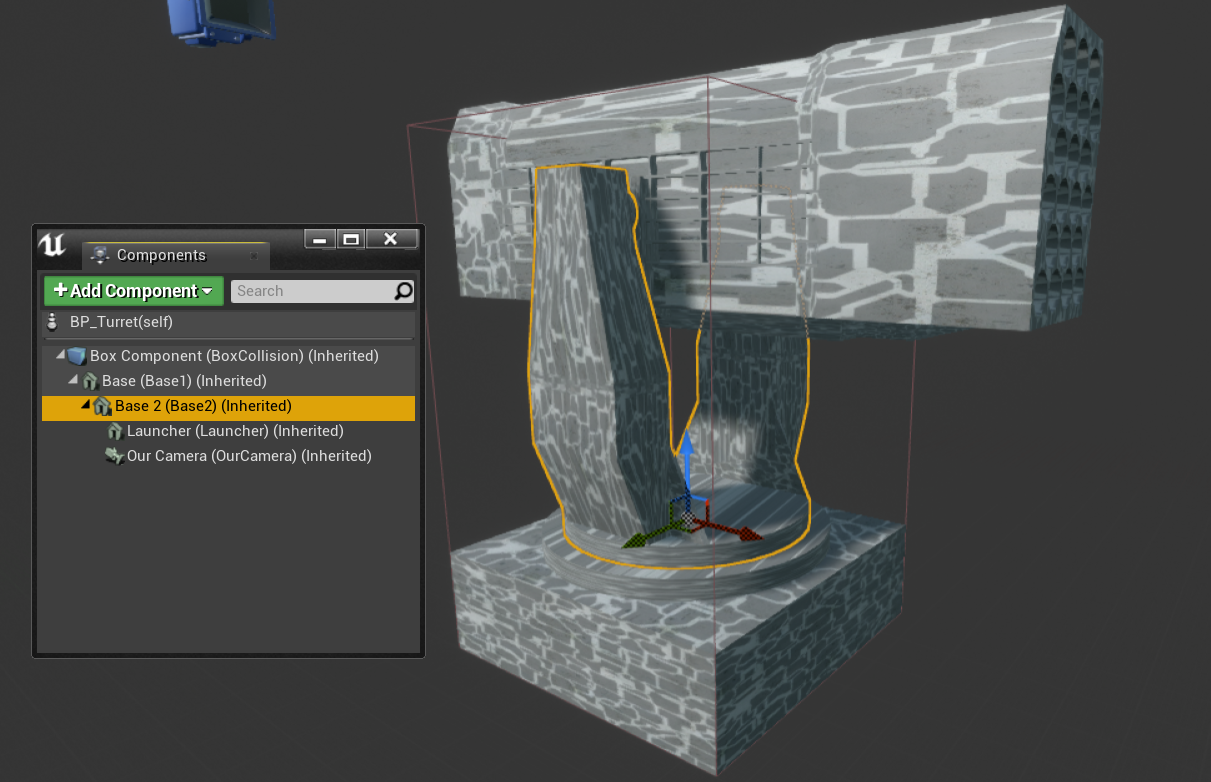 Components
+ Add Component
Search
BP_Turret(self)
Box Component (BoxCollision) (Inherited)
Base (Base1) (Inherited)
Base 2 (Base2) (Inherited)
Launcher (Launcher) (Inherited)
Our Camera (OurCamera) (Inherited)